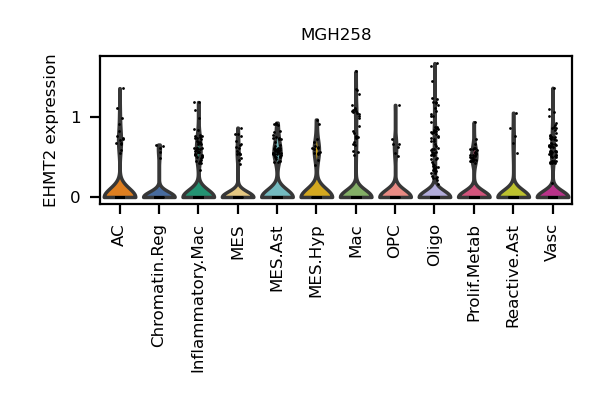 MGH258
EHMT2 expression
1
0
AC
Chromatin.Reg
Inflammatory.Mac
MES
MES.Ast
MES.Hyp
Mac
OPC
Oligo
Prolif.Metab
Reactive.Ast
Vasc